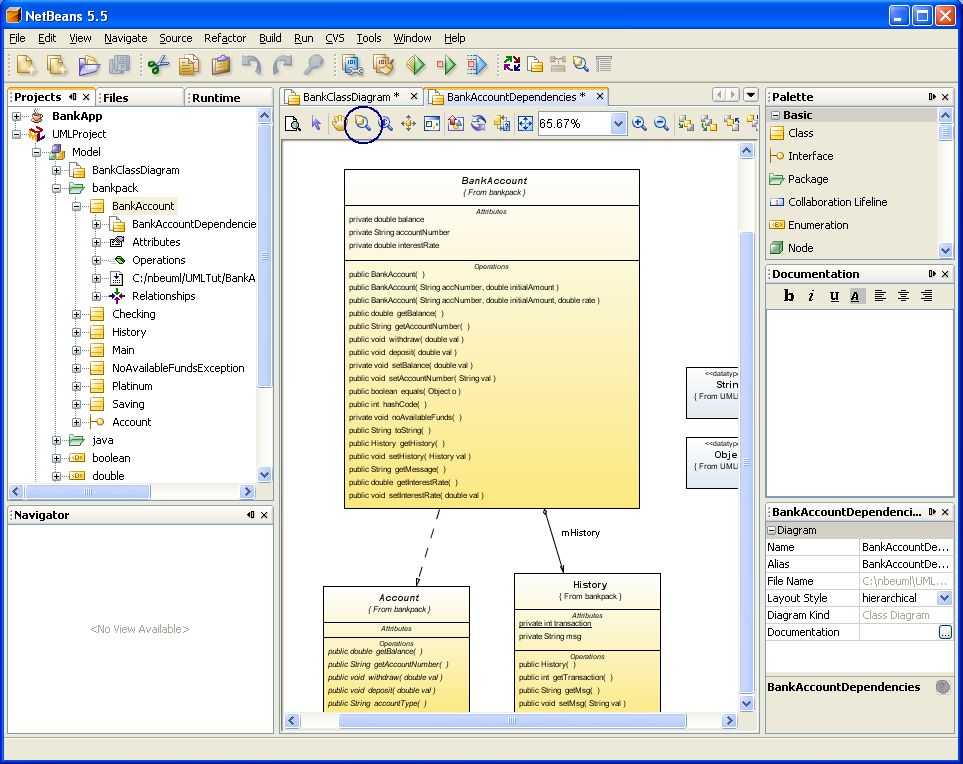 NetBeans 5.5
File Edit View Navigate Source Refactor Build Run CVS Tools Window Help
Projects
Files
Runtime
BankApp
UMLProject
Model
BankClassDiagram
bankpack
BankAccount
BankAccountDependencie
Attributes
Operations
C:/nbeuml/UMLTut/BankA
Relationships
Checking
History
Main
NoAvailableFundsException
Platinum
Saving
Account
java
boolean
double
Navigator
<No View Available>
BankClassDiagram *
BankAccountDependencies *
65.67%
BankAccount
{ From bankpack }
Attributes
private double balance
private String accountNumber
private double interestRate
Operations
public BankAccount( )
public BankAccount( String accNumber, double initialAmount )
public BankAccount( String accNumber, double initialAmount, double rate )
public double getBalance( )
public String getAccountNumber( )
public void withdraw( double val )
public void deposit( double val )
private void setBalance( double val )
public void setAccountNumber( String val )
public boolean equals( Object o )
public int hashCode( )
private void noAvailableFunds( )
public String toString( )
public History getHistory( )
public void setHistory( History val )
public String getMessage( )
public double getInterestRate( )
public void setInterestRate( double val )
<<datatyp
Strin
{ From UML
<<datatyp
Obje
{ From UML
mHistory
Account
{ From bankpack }
Attributes
Operations
public double getBalance( )
public String getAccountNumber( )
public void withdraw( double val )
public void deposit( double val )
public String accountType( )
History
{ From bankpack }
Attributes
private int transaction
private String msg
Operations
public History( )
public int getTransaction( )
public String getMsg( )
public void setMsg( String val )
Palette
Basic
Class
Interface
Package
Collaboration Lifeline
Enumeration
Node
Documentation
b i u A
BankAccountDependenci...
Diagram
Name BankAccountDe...
Alias BankAccountDe...
File Name C:\nbeuml\UML...
Layout Style hierarchical
Diagram Kind Class Diagram
Documentation ...
BankAccountDependencies